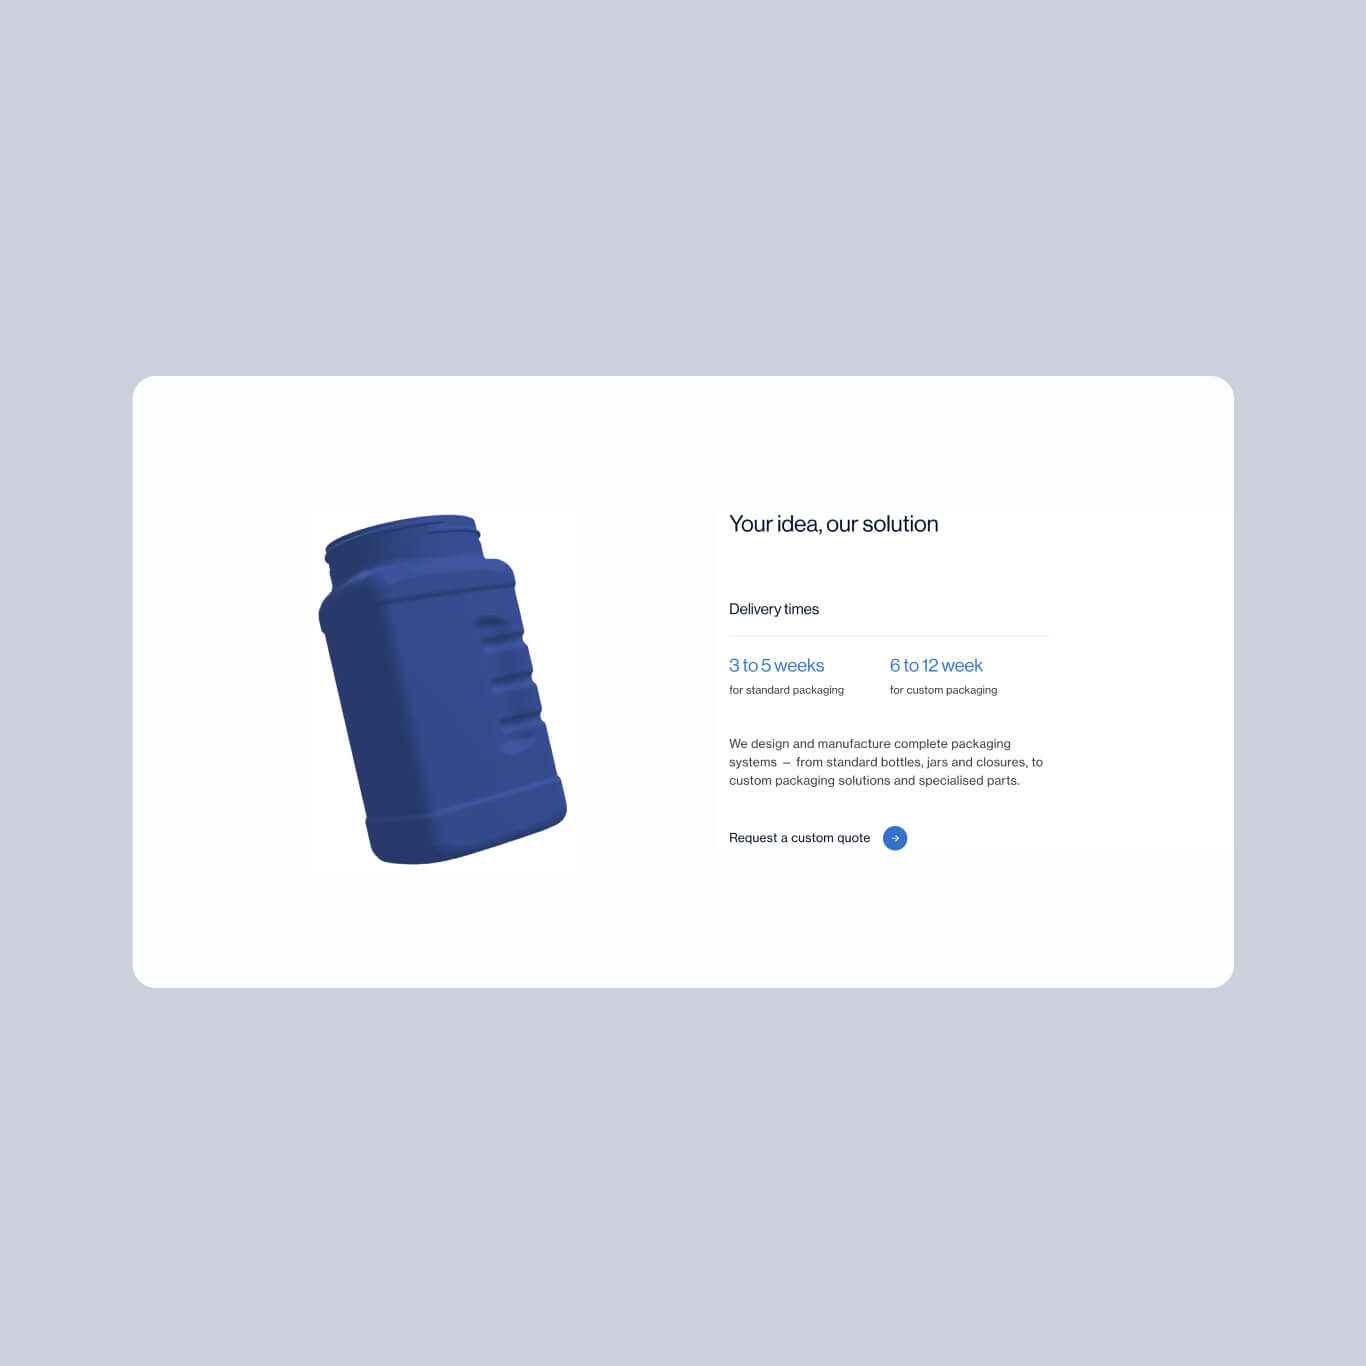 Your idea, our solution
Delivery times
3 to 5 weeks
6 to 12 week
for standard packaging
for custom packaging
We design and manufacture complete packaging
systems — from standard bottles, jars and closures, to
custom packaging solutions and specialised parts.
Request a custom quote